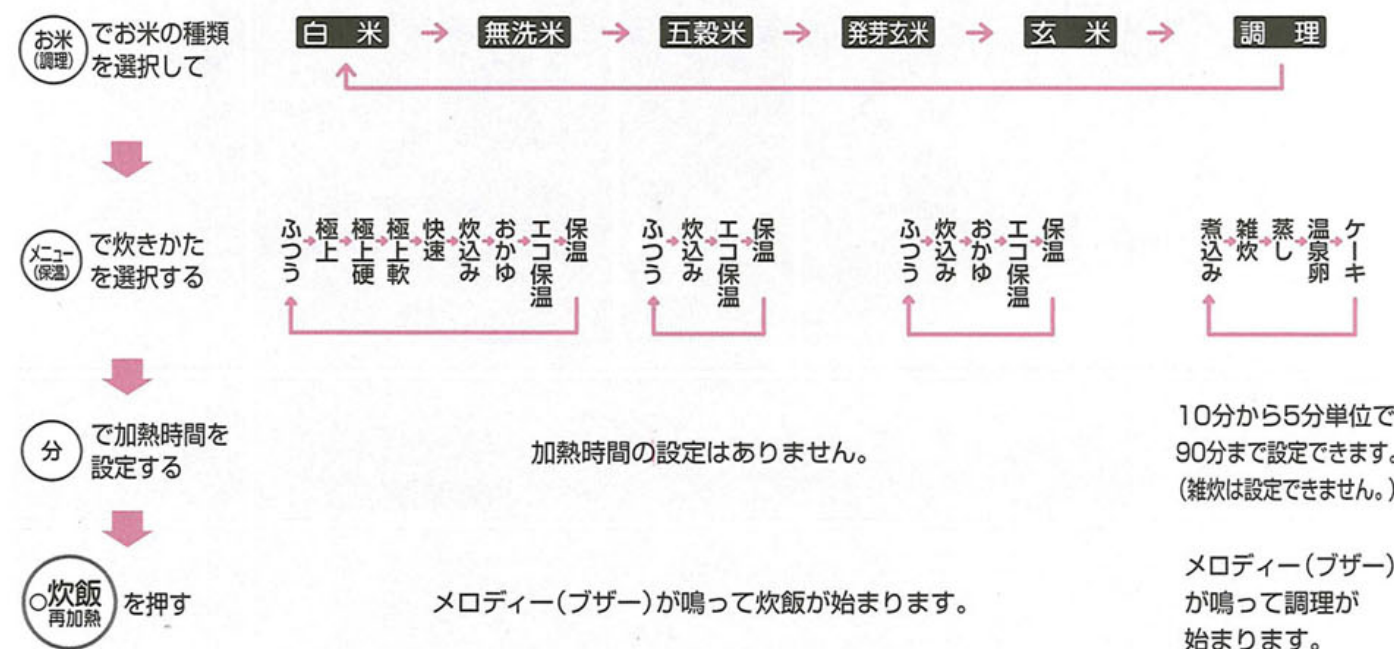 お米
(調理)
でお米の種類
を選択して
白 米 → 無洗米 → 五穀米 → 発芽玄米 → 玄 米 → 調 理
メニュー
(保温)
で炊きかた
を選択する
ふつう→極上→極上硬→極上軟→快速→炊込み→おかゆ→エコ保温→保温
ふつう→炊込み→エコ保温→保温
ふつう→炊込み→おかゆ→エコ保温→保温
煮込み→雑炊→蒸し→温泉卵→ケーキ
分
で加熱時間を
設定する
加熱時間の設定はありません。
10分から5分単位で
90分まで設定できます。
(雑炊は設定できません。)
炊飯
再加熱
を押す
メロディー(ブザー)が鳴って炊飯が始まります。
メロディー(ブザー)
が鳴って調理が
始まります。